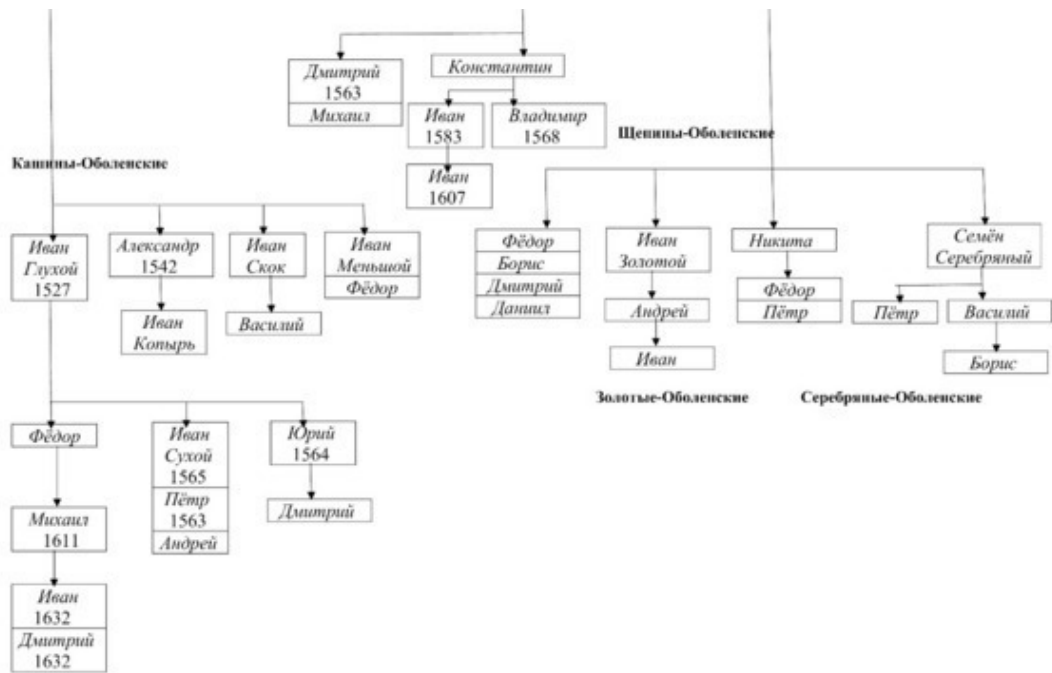 Дмитрий
1563
Михаил
Константин
Иван
1583
Владимир
1568
Иван
1607
Кашины-Оболенские
Иван
Глухой
1527
Александр
1542
Иван
Скок
Иван
Меньшой
Фёдор
Иван
Копырь
Василий
Фёдор
Иван
Сухой
1565
Пётр
1563
Андрей
Юрий
1564
Дмитрий
Михаил
1611
Иван
1632
Дмитрий
1632
Щепины-Оболенские
Фёдор
Борис
Дмитрий
Даниил
Иван
Золотой
Андрей
Иван
Золотые-Оболенские
Никита
Фёдор
Пётр
Семён
Серебряный
Пётр
Василий
Борис
Серебряные-Оболенские